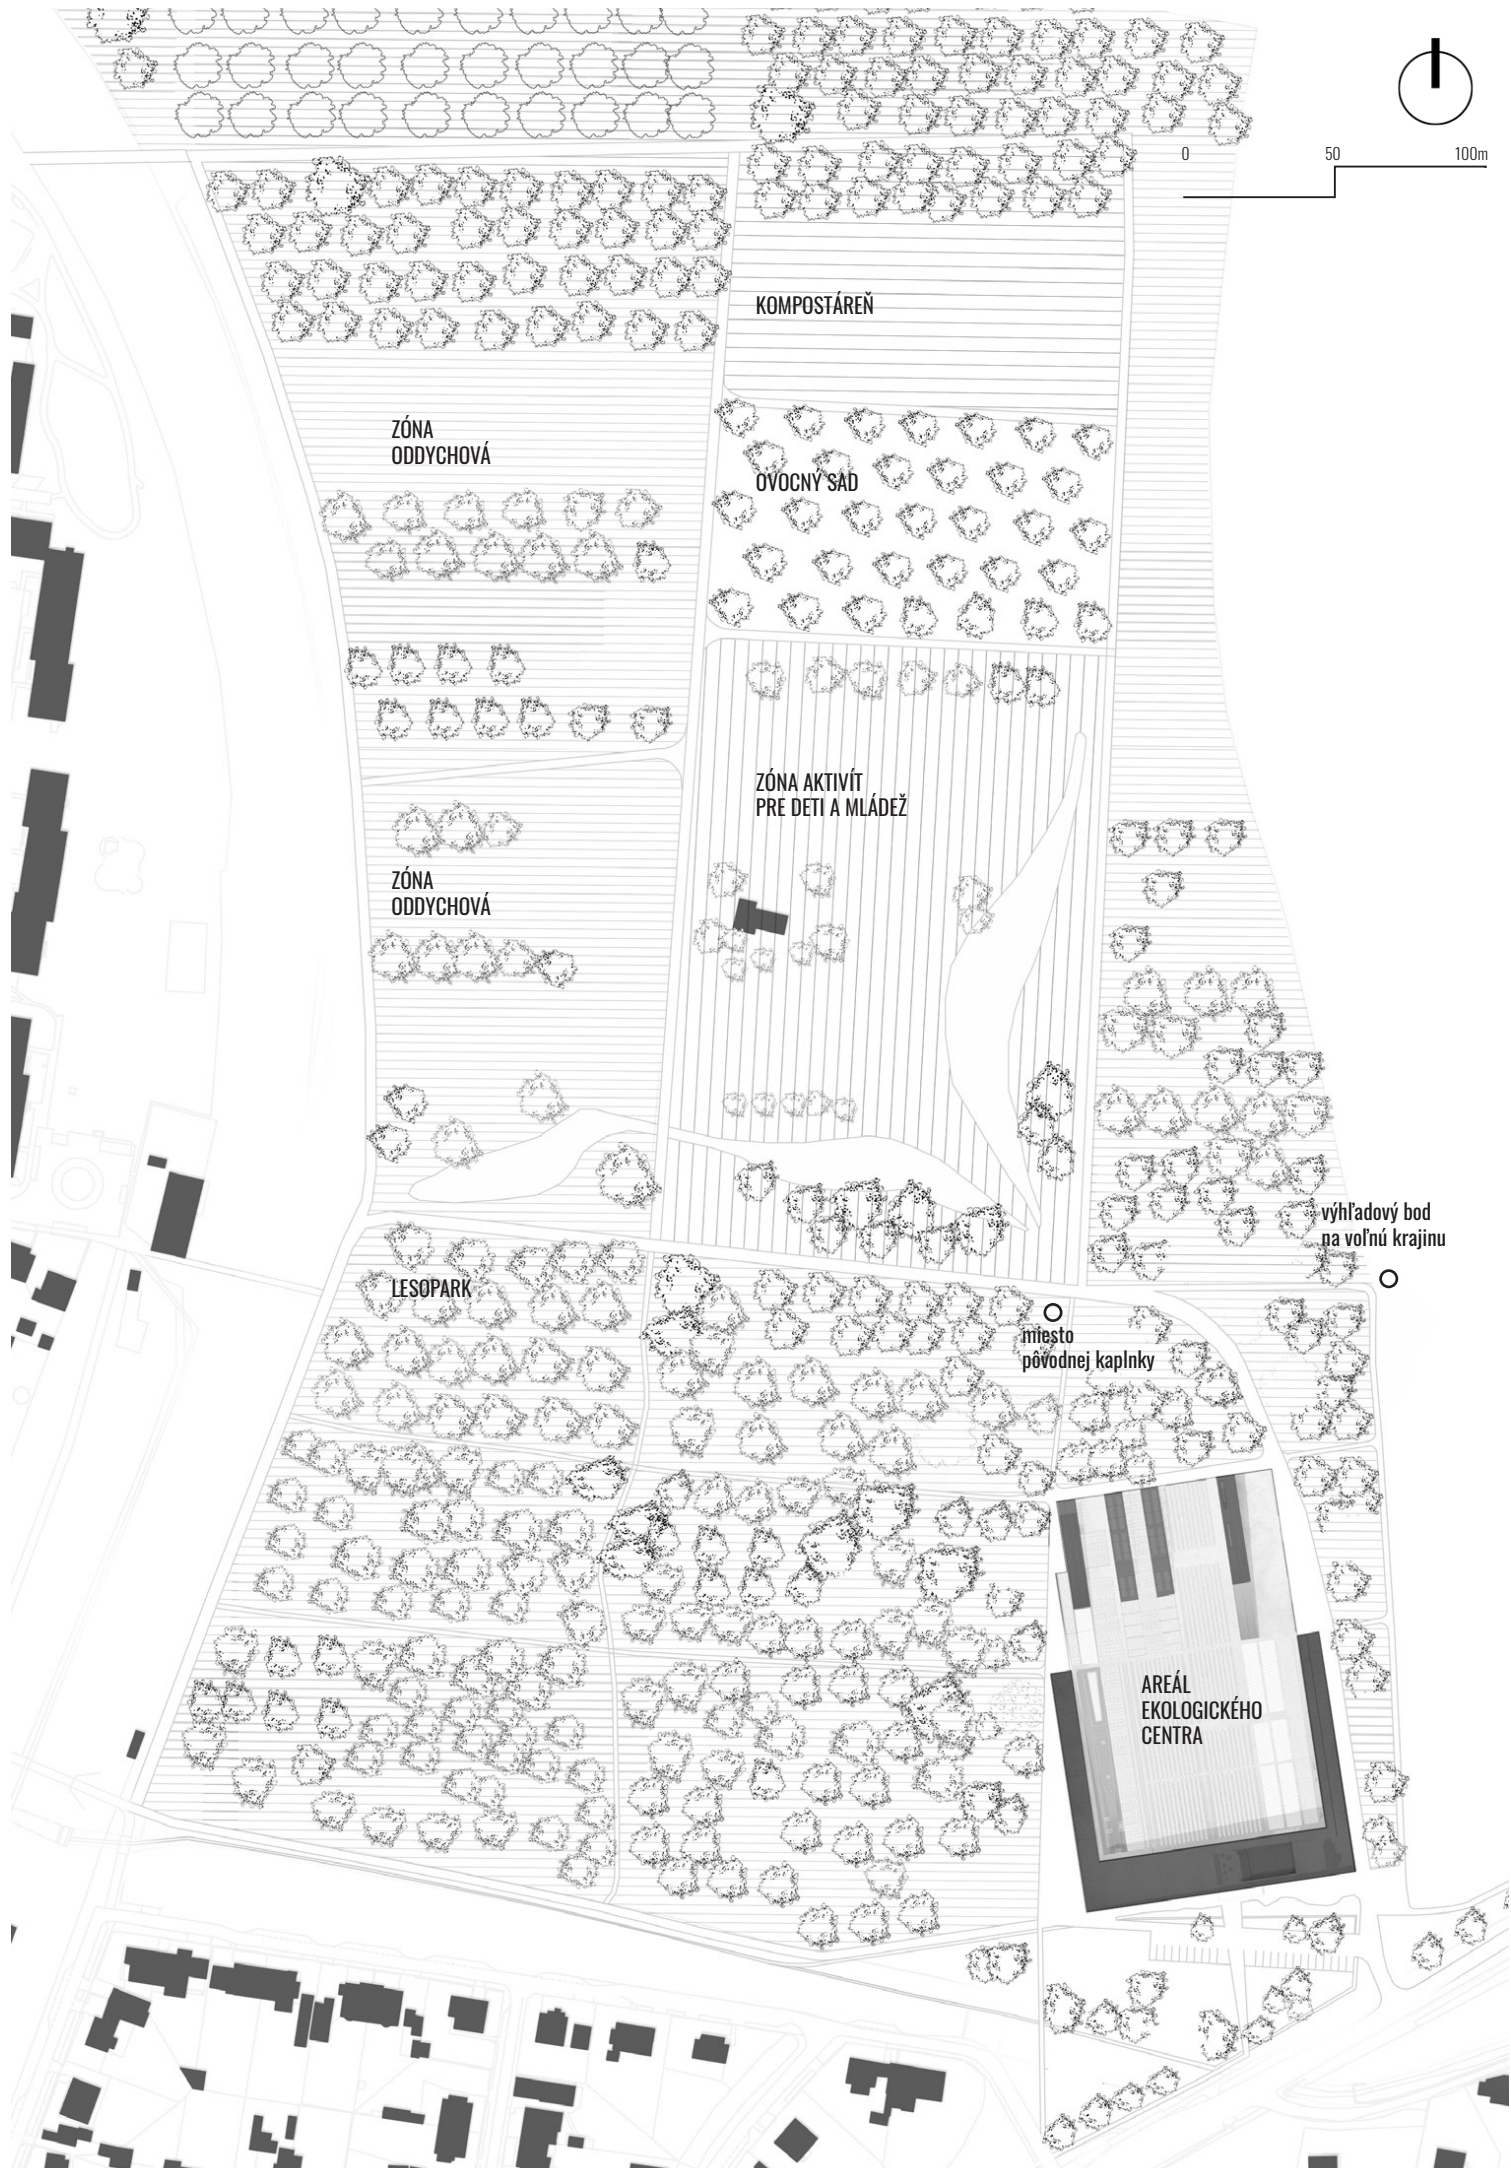 0 50 100m
KOMPOSTÁREŇ
ZÓNA
ODDYCHOVÁ
OVOCNÝ SAD
ZÓNA AKTIVÍT
PRE DETI A MLÁDEŽ
ZÓNA
ODDYCHOVÁ
výhľadový bod
na voľnú krajinu
LESOPARK
miesto
pôvodnej kaplnky
AREÁL
EKOLOGICKÉHO
CENTRA